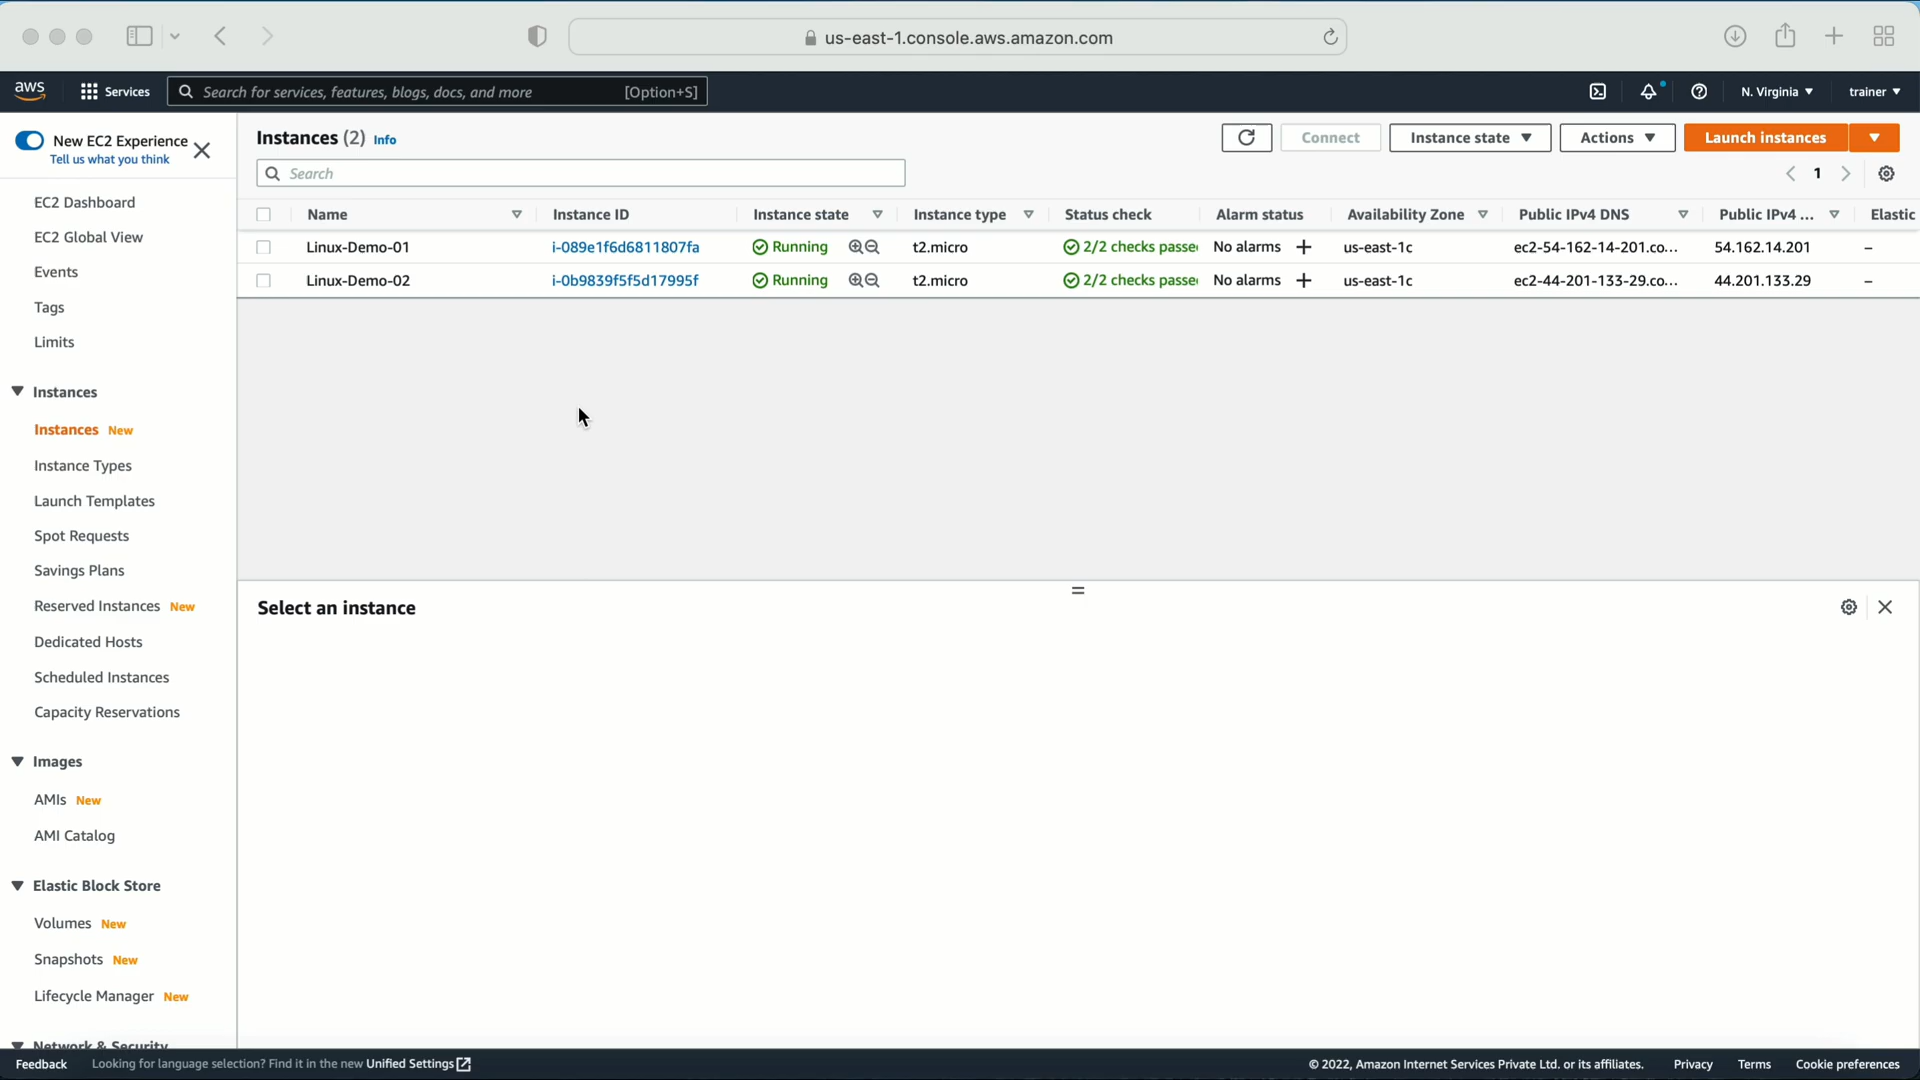 us-east-1.console.aws.amazon.com
aws Services Search for services, features, blogs, docs, and more [Option+S] N. Virginia trainer
New EC2 Experience
Tell us what you think
EC2 Dashboard
EC2 Global View
Events
Tags
Limits
Instances
Instances New
Instance Types
Launch Templates
Spot Requests
Savings Plans
Reserved Instances New
Dedicated Hosts
Scheduled Instances
Capacity Reservations
Images
AMIs New
AMI Catalog
Elastic Block Store
Volumes New
Snapshots New
Lifecycle Manager New
Network & Security
Instances (2) Info Connect Instance state Actions Launch instances
Search 1
Name Instance ID Instance state Instance type Status check Alarm status Availability Zone Public IPv4 DNS Public IPv4 ... Elastic
Linux-Demo-01 i-089e1f6d6811807fa Running t2.micro 2/2 checks passe No alarms + us-east-1c ec2-54-162-14-201.co... 54.162.14.201 –
Linux-Demo-02 i-0b9839f5f5d17995f Running t2.micro 2/2 checks passe No alarms + us-east-1c ec2-44-201-133-29.co... 44.201.133.29 –
Select an instance
Feedback Looking for language selection? Find it in the new Unified Settings © 2022, Amazon Internet Services Private Ltd. or its affiliates. Privacy Terms Cookie preferences